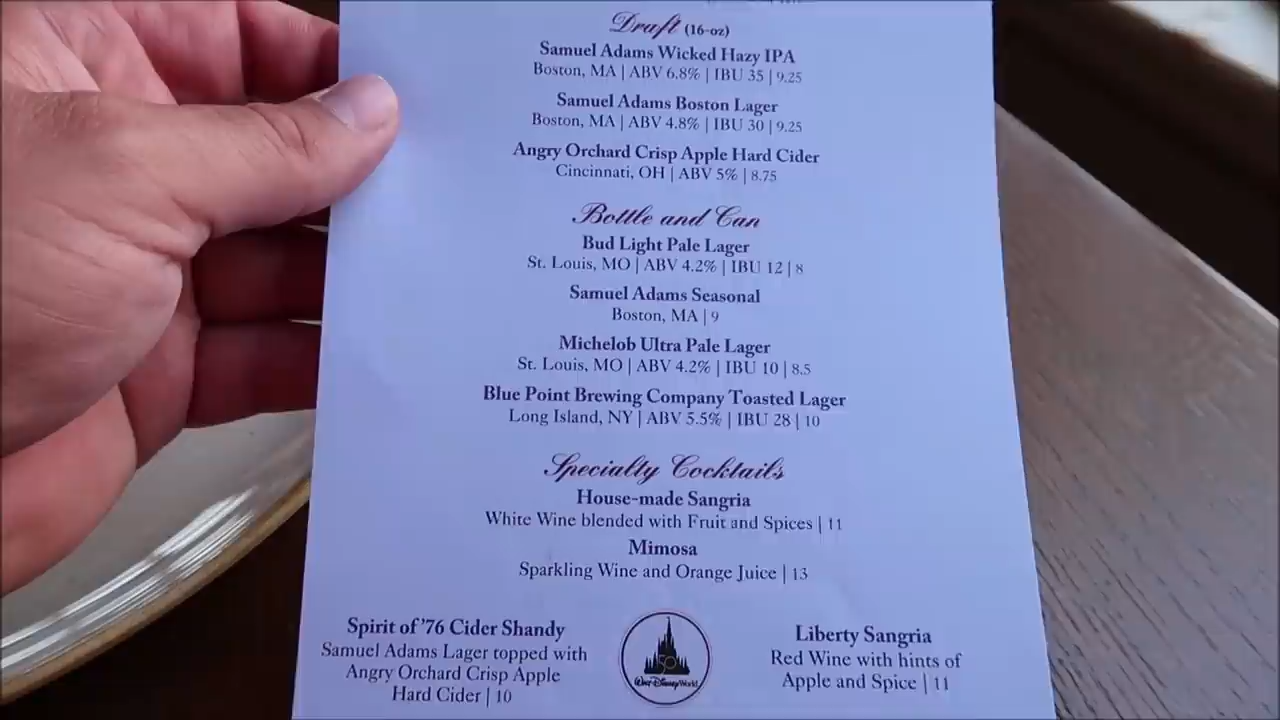 Draft (16-oz)
Samuel Adams Wicked Hazy IPA
Boston, MA | ABV 6.8% | IBU 35 | 9.25
Samuel Adams Boston Lager
Boston, MA | ABV 4.8% | IBU 30 | 9.25
Angry Orchard Crisp Apple Hard Cider
Cincinnati, OH | ABV 5% | 8.75
Bottle and Can
Bud Light Pale Lager
St. Louis, MO | ABV 4.2% | IBU 12 | 8
Samuel Adams Seasonal
Boston, MA | 9
Michelob Ultra Pale Lager
St. Louis, MO | ABV 4.2% | IBU 10 | 8.5
Blue Point Brewing Company Toasted Lager
Long Island, NY | ABV 5.5% | IBU 28 | 10
Specialty Cocktails
House-made Sangria
White Wine blended with Fruit and Spices | 11
Mimosa
Sparkling Wine and Orange Juice | 13
Spirit of '76 Cider Shandy
Samuel Adams Lager topped with
Angry Orchard Crisp Apple
Hard Cider | 10
50
Walt Disney World
Liberty Sangria
Red Wine with hints of
Apple and Spice | 11